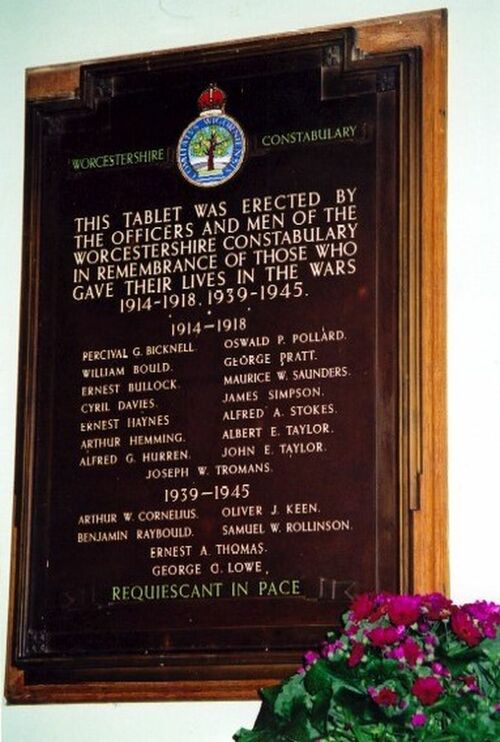 WORCESTERSHIRE CONSTABULARY
THIS TABLET WAS ERECTED BY
THE OFFICERS AND MEN OF THE
WORCESTERSHIRE CONSTABULARY
IN REMEMBRANCE OF THOSE WHO
GAVE THEIR LIVES IN THE WARS
1914-1918. 1939-1945.
1914-1918
PERCIVAL G. BICKNELL. OSWALD P. POLLARD.
WILLIAM BOULD. GEORGE PRATT.
ERNEST BULLOCK. MAURICE W. SAUNDERS.
CYRIL DAVIES. JAMES SIMPSON.
ERNEST HAYNES ALFRED A. STOKES.
ARTHUR HEMMING. ALBERT E. TAYLOR.
ALFRED G. HURREN. JOHN E. TAYLOR.
JOSEPH W. TROMANS.
1939-1945
ARTHUR W. CORNELIUS. OLIVER J. KEEN.
BENJAMIN RAYBOULD. SAMUEL W. ROLLINSON.
ERNEST A. THOMAS.
GEORGE G. LOWE.
REQUIESCANT IN PACE